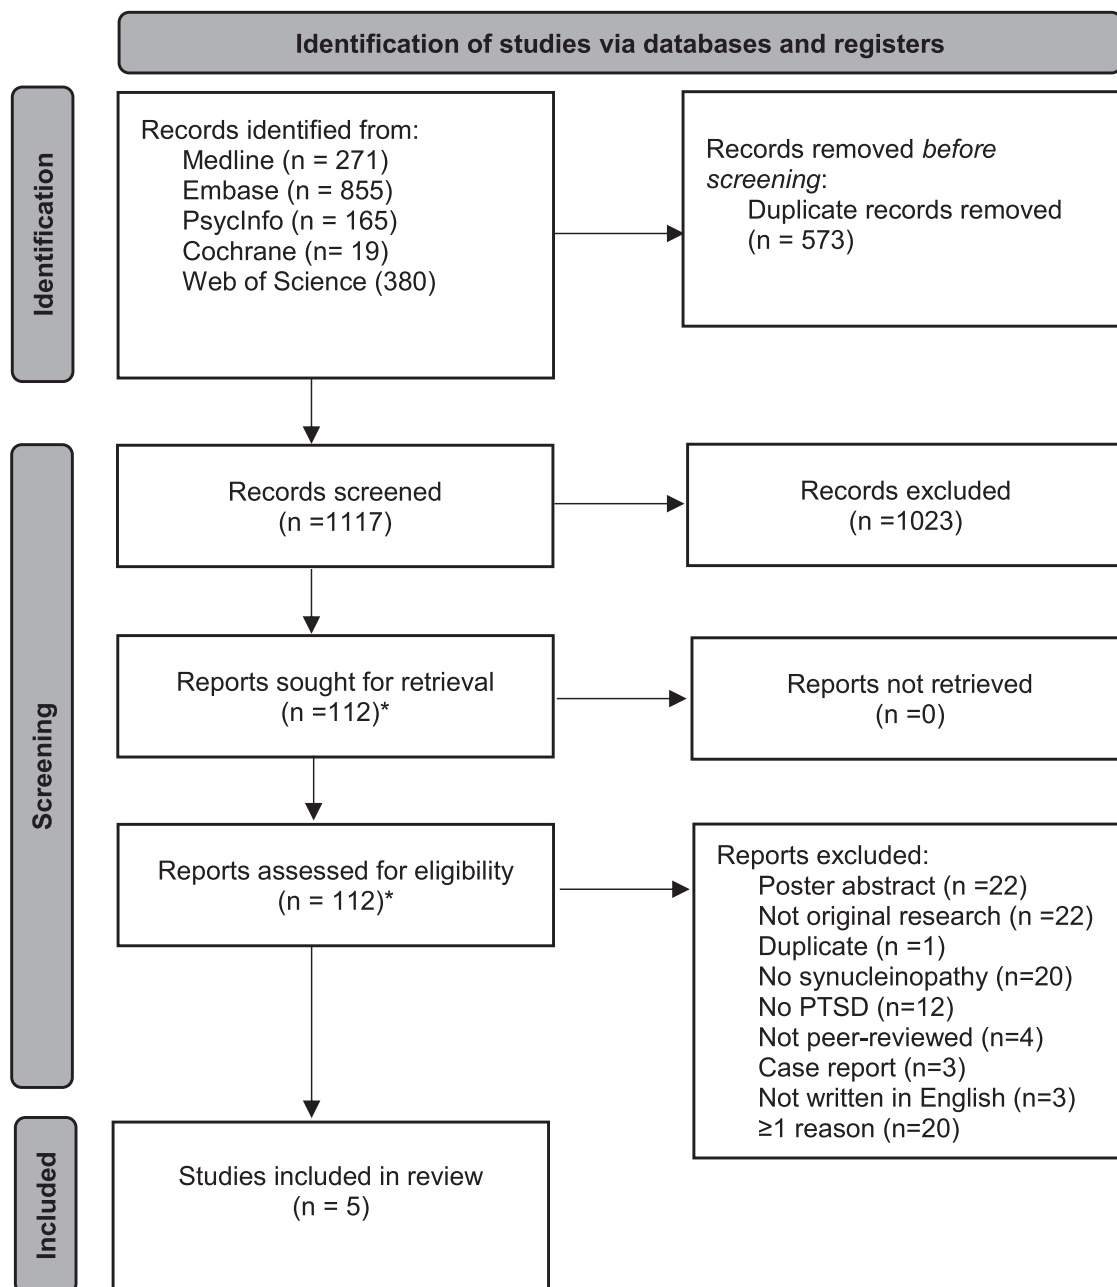 Identification of studies via databases and registers
Identification
Records identified from:
Medline (n = 271)
Embase (n = 855)
PsycInfo (n = 165)
Cochrane (n= 19)
Web of Science (380)
Records removed before
screening:
Duplicate records removed
(n = 573)
Screening
Records screened
(n =1117)
Records excluded
(n =1023)
Reports sought for retrieval
(n =112)*
Reports not retrieved
(n =0)
Reports assessed for eligibility
(n = 112)*
Reports excluded:
Poster abstract (n =22)
Not original research (n =22)
Duplicate (n =1)
No synucleinopathy (n=20)
No PTSD (n=12)
Not peer-reviewed (n=4)
Case report (n=3)
Not written in English (n=3)
≥1 reason (n=20)
Included
Studies included in review
(n = 5)